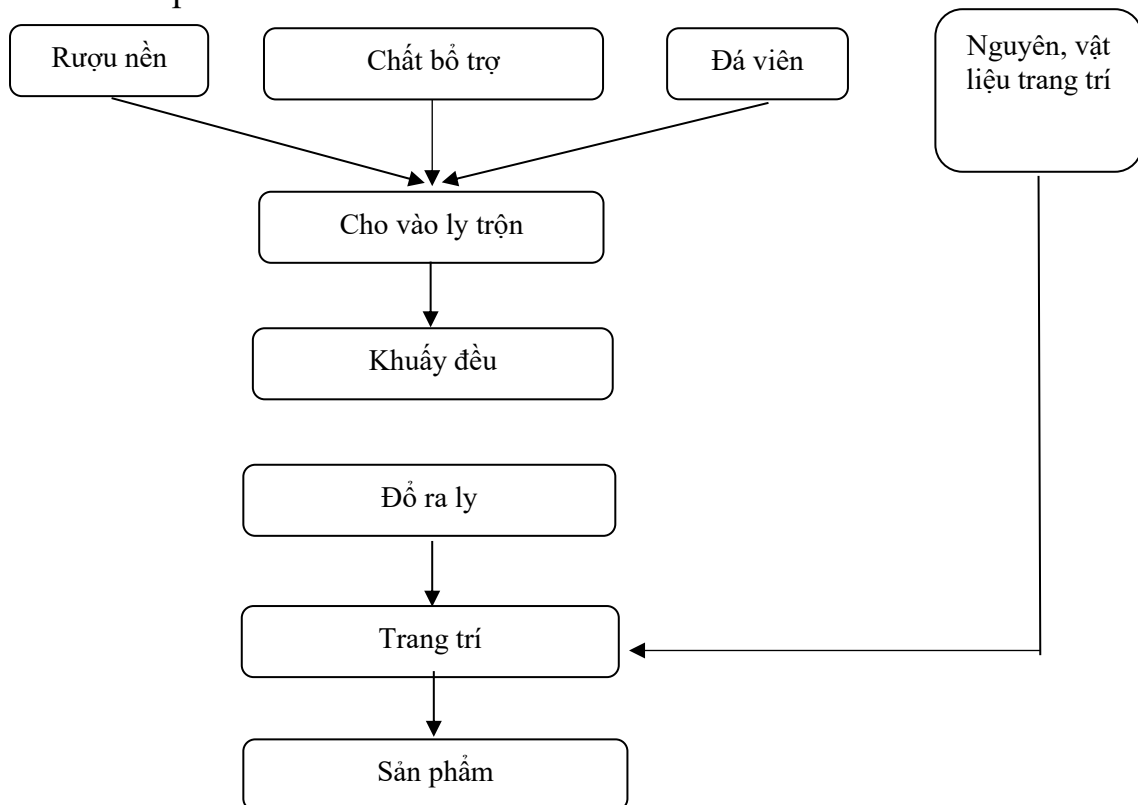 Rượu nền
Chất bổ trợ
Đá viên
Nguyên, vật
liệu trang trí
Cho vào ly trộn
Khuấy đều
Đổ ra ly
Trang trí
Sản phẩm